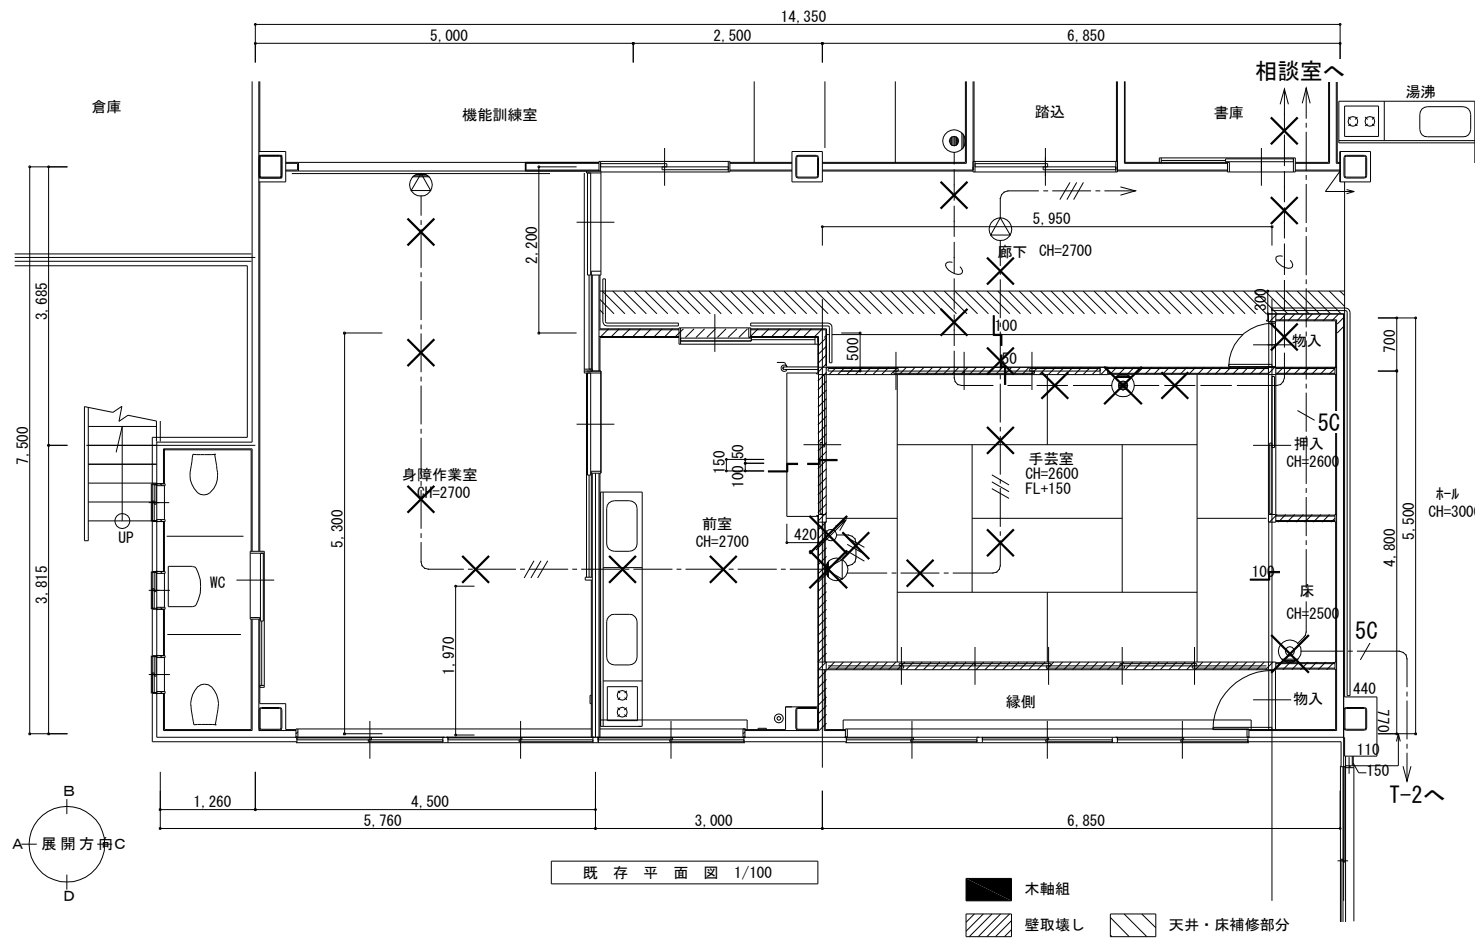 14,350
5,000
2,500
6,850
相談室へ
倉庫
機能訓練室
踏込
書庫
湯沸
5,950
廊下 CH=2700
2,200
3,685
300
100
500
50
物入
700
7,500
5C
150
50
100
身障作業室
CH=2700
手芸室
CH=2600
FL+150
押入
CH=2600
ホール
CH=3000
5,500
前室
CH=2700
420
UP
5,300
4,800
WC
100
床
CH=2500
3,815
1,970
5C
440
縁側
物入
770
110
150
T-2へ
1,260
4,500
5,760
3,000
6,850
B
A 展開方向 C
D
既存平面図 1/100
木軸組
壁取壊し
天井・床補修部分